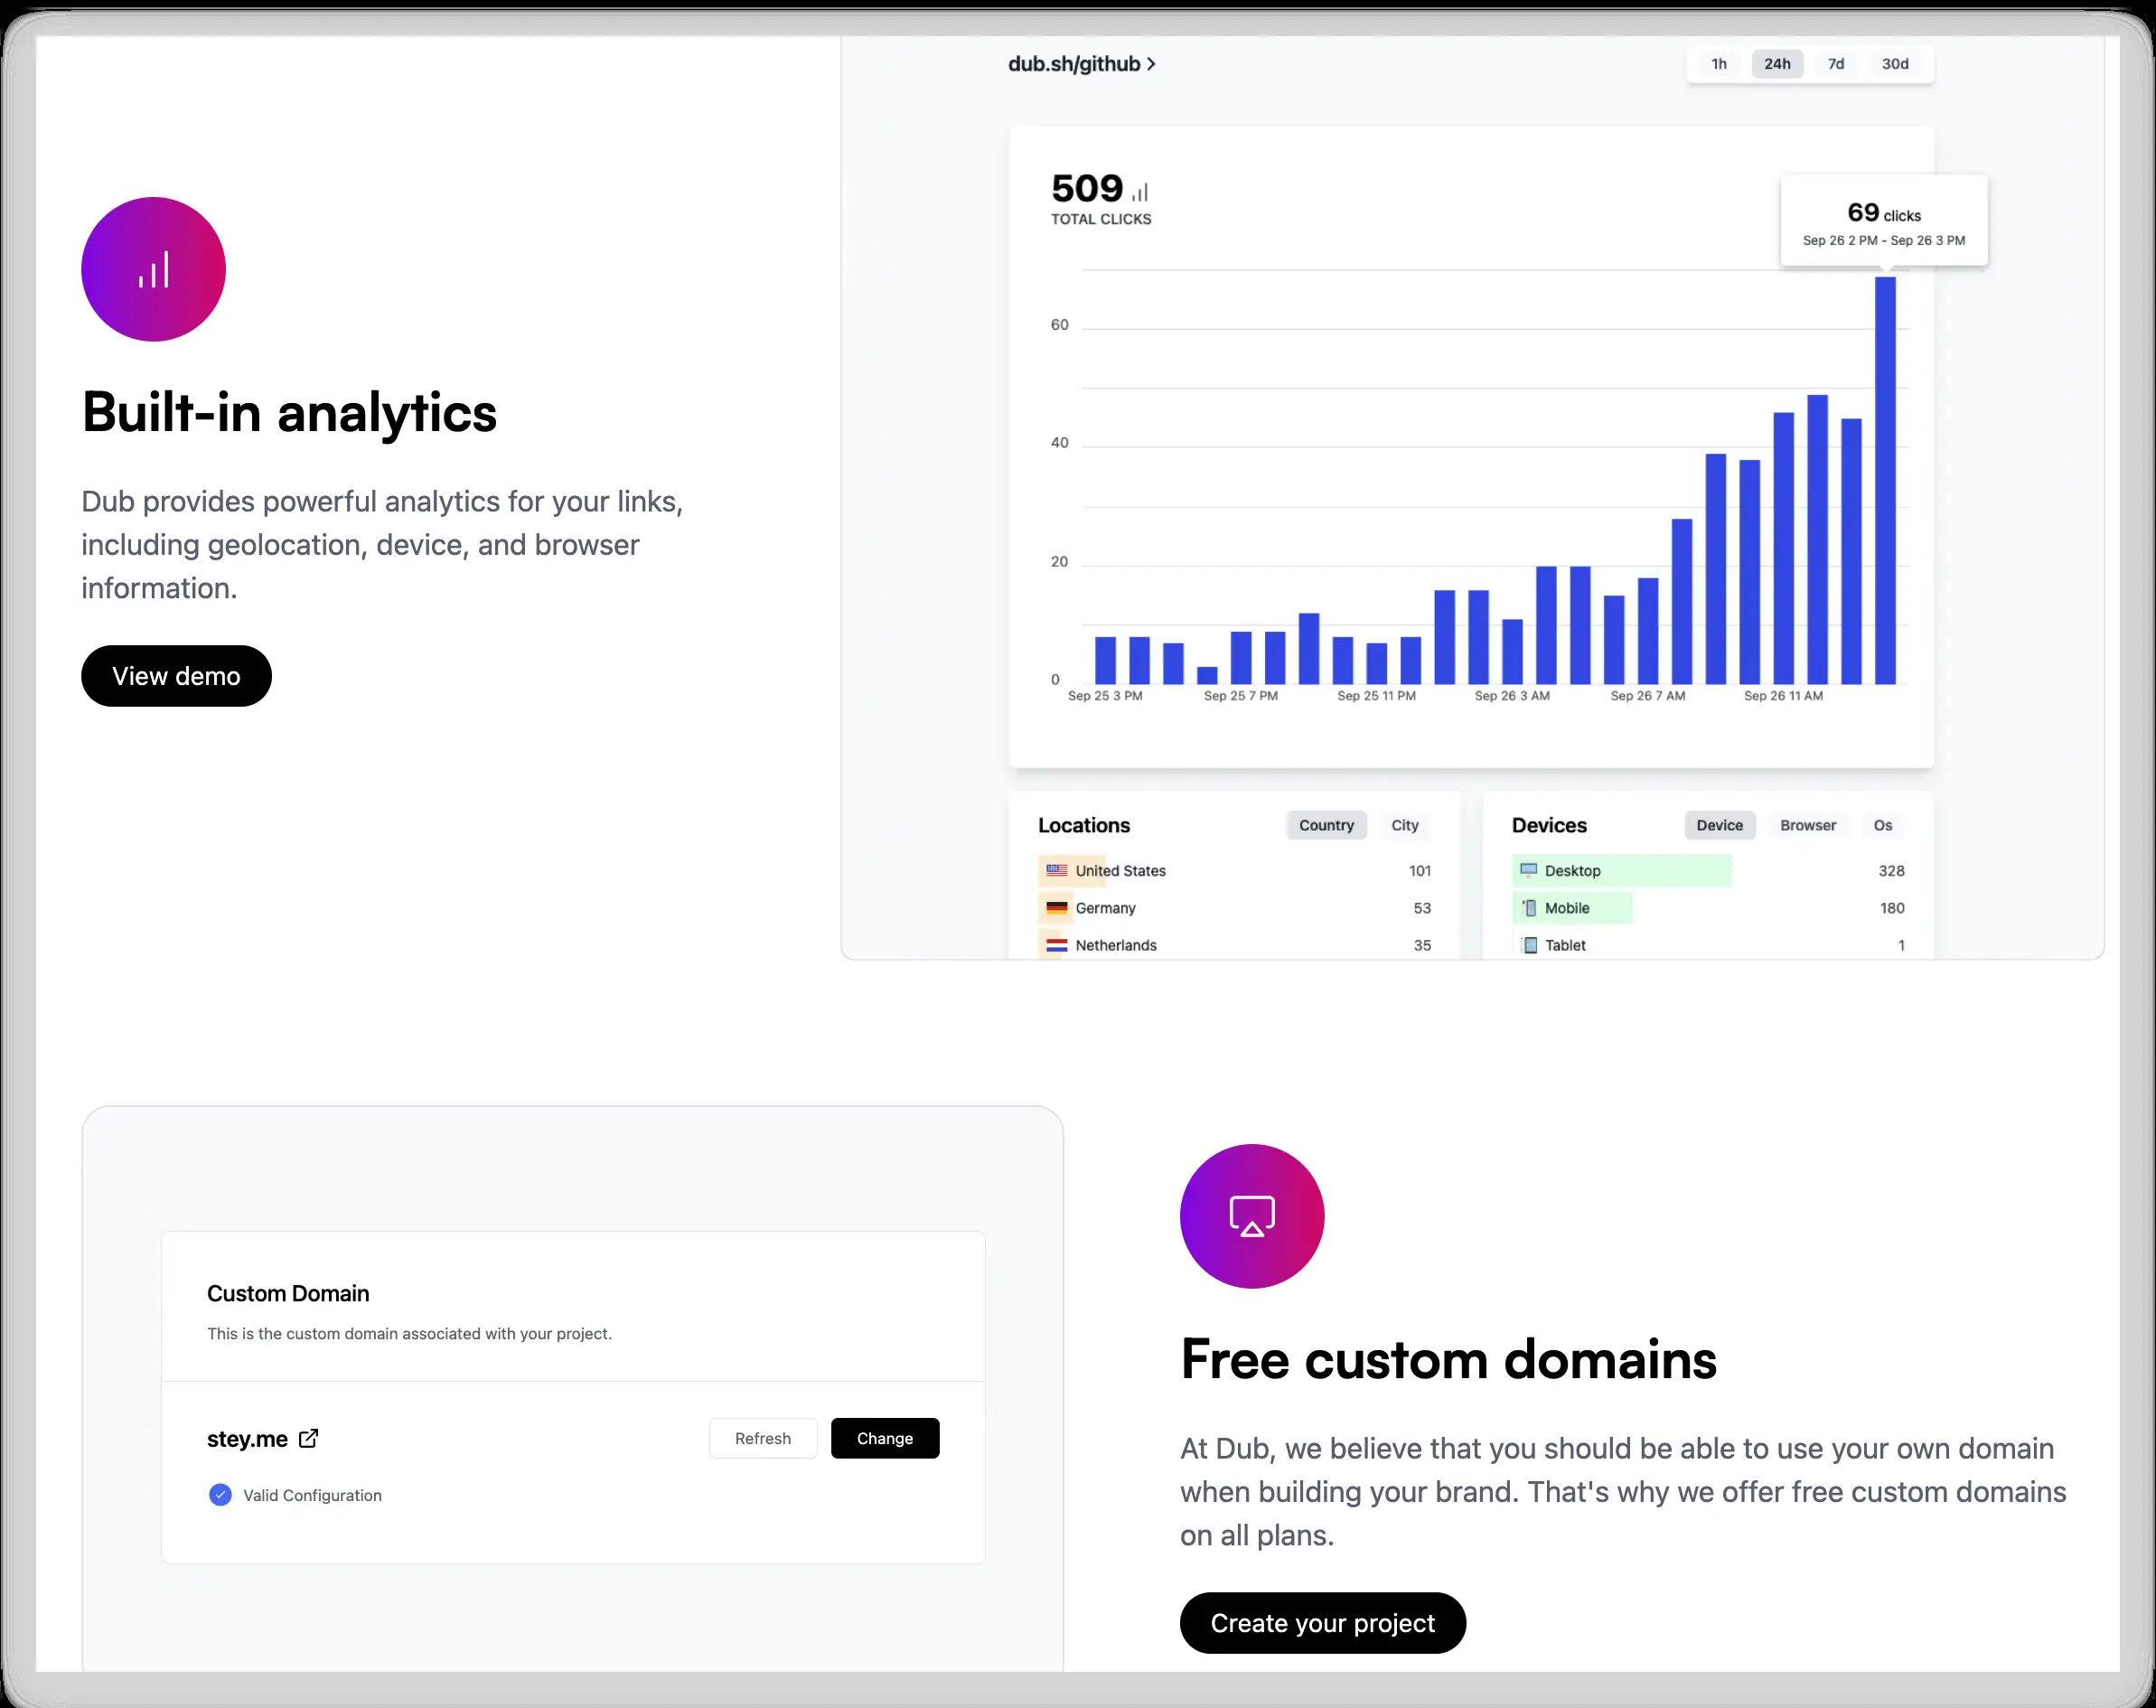 dub.sh/github
1h 24h 7d 30d
509
TOTAL CLICKS
69 clicks
Sep 26 2 PM - Sep 26 3 PM
60
40
20
0
Sep 25 3 PM Sep 25 7 PM Sep 25 11 PM Sep 26 3 AM Sep 26 7 AM Sep 26 11 AM
Built-in analytics
Dub provides powerful analytics for your links,
including geolocation, device, and browser
information.
View demo
Locations Country City
United States 101
Germany 53
Netherlands 35
Devices Device Browser Os
Desktop 328
Mobile 180
Tablet 1
Custom Domain
This is the custom domain associated with your project.
stey.me Refresh Change
Valid Configuration
Free custom domains
At Dub, we believe that you should be able to use your own domain
when building your brand. That's why we offer free custom domains
on all plans.
Create your project